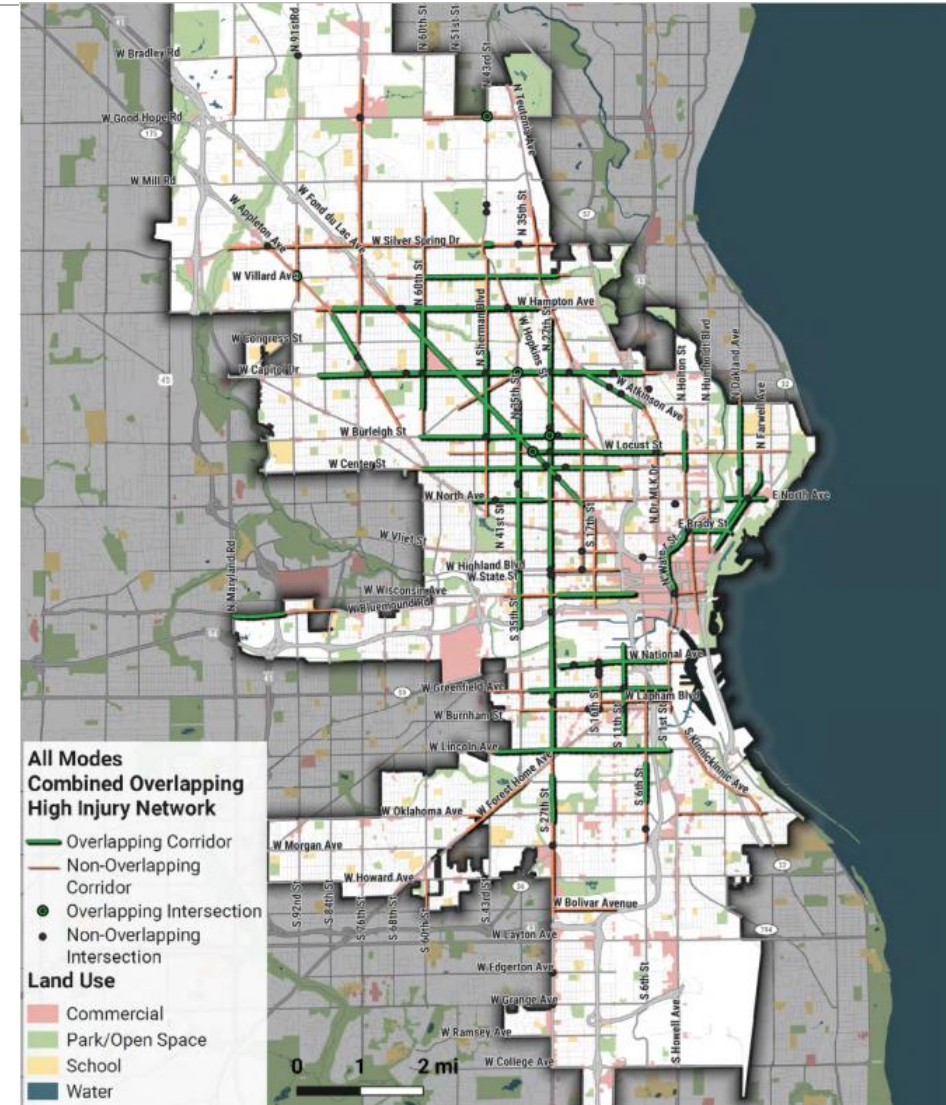 N 91st Rd
N 60th St
N 51st St
N 43rd St
W Bradley Rd
N Teutonia Ave
W Good Hope Rd
175
W Mill Rd
W Appleton Ave
W Fond du Lac Ave
N 35th St
57
W Silver Spring Dr
W Villard Ave
N 60th St
43
N Sherman Blvd
W Hampton Ave
W Hopkins St
N 27th St
W Congress St
W Capitol Dr
N Holton St
N Humboldt Blvd
N Oakland Ave
N Farwell Ave
32
N 35th St
W Atkinson Ave
W Burleigh St
W Locust St
W Center St
W North Ave
N Dr MLK Dr
E North Ave
N 41st St
S 17th St
E Brady St
W Vliet St
N Water St
W Highland Blvd
W State St
N Maryland Rd
W Wisconsin Ave
W Bluemound Rd
S 35th St
W National Ave
W Greenfield Ave
59
W Lapham Blvd
W Burnham St
S 16th St
S 11th St
S 1st St
W Lincoln Ave
S Kinnickinnic Ave
W Forest Home Ave
S 27th St
S 6th St
W Oklahoma Ave
W Morgan Ave
W Howard Ave
32
S 92nd St
S 84th St
S 76th St
S 68th St
S 60th St
S 43rd St
36
W Bolivar Avenue
W Layton Ave
794
W Edgerton Ave
S 6th St
W Grange Ave
S Howell Ave
W Ramsey Ave
W College Ave
All Modes
Combined Overlapping
High Injury Network
Overlapping Corridor
Non-Overlapping
Corridor
Overlapping Intersection
Non-Overlapping
Intersection
Land Use
Commercial
Park/Open Space
School
Water
0 1 2 mi